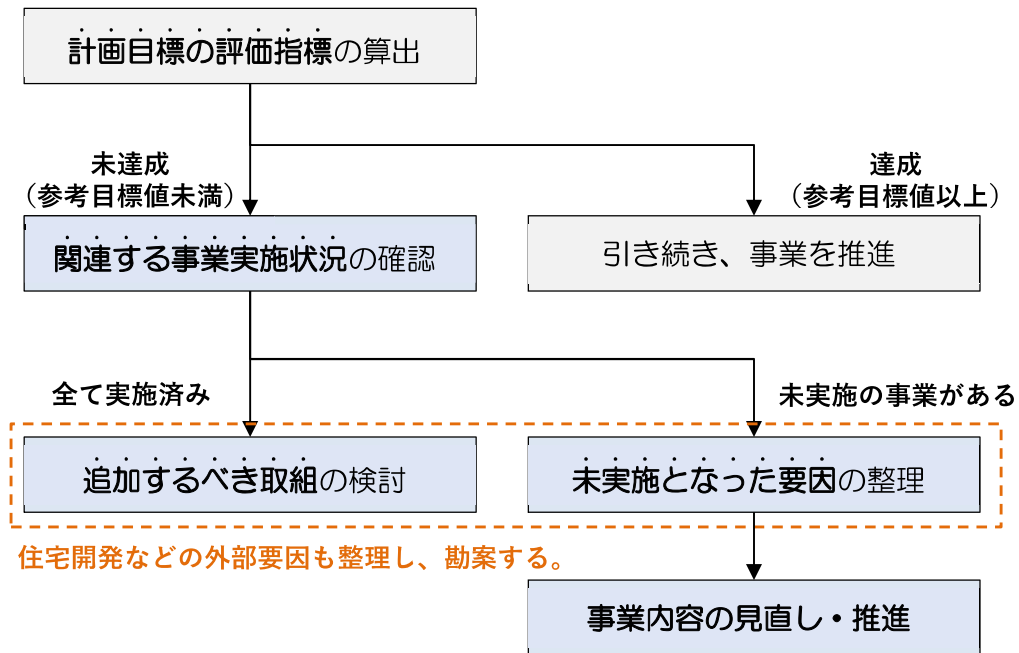 計画目標の評価指標の算出
未達成
（参考目標値未満）
達成
（参考目標値以上）
関連する事業実施状況の確認
引き続き、事業を推進
全て実施済み
未実施の事業がある
追加するべき取組の検討
未実施となった要因の整理
住宅開発などの外部要因も整理し、勘案する。
事業内容の見直し・推進